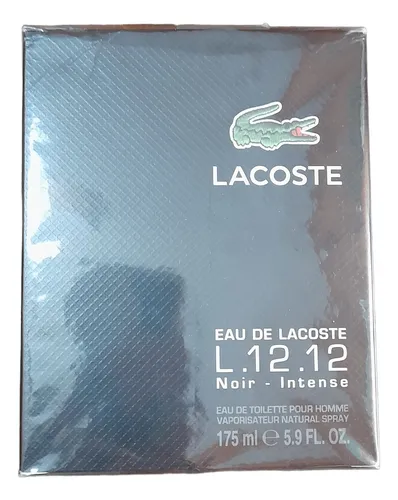 LACOSTE
EAU DE LACOSTE
L.12.12
Noir - Intense
EAU DE TOILETTE POUR HOMME
VAPORISATEUR NATURAL SPRAY
175 ml ℮ 5.9 FL. OZ.